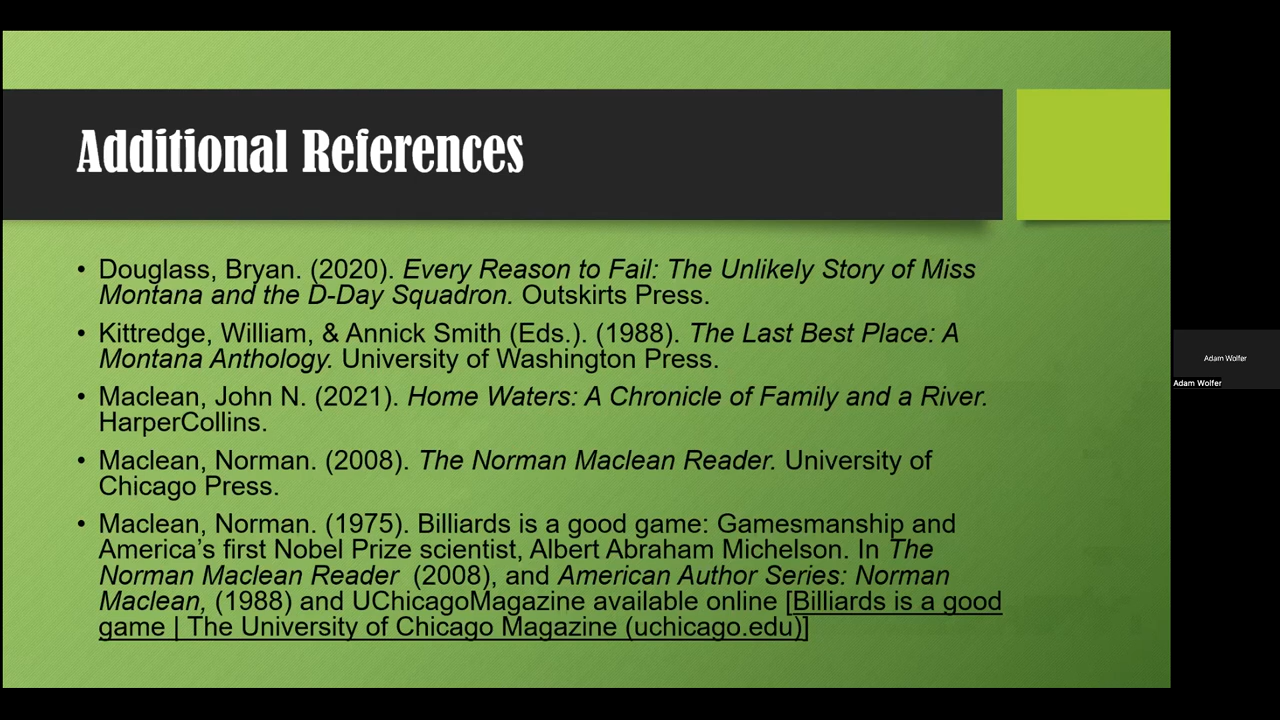 Additional References
• Douglass, Bryan. (2020). Every Reason to Fail: The Unlikely Story of Miss
Montana and the D-Day Squadron. Outskirts Press.
• Kittredge, William, & Annick Smith (Eds.). (1988). The Last Best Place: A
Montana Anthology. University of Washington Press.
• Maclean, John N. (2021). Home Waters: A Chronicle of Family and a River.
HarperCollins.
• Maclean, Norman. (2008). The Norman Maclean Reader. University of
Chicago Press.
• Maclean, Norman. (1975). Billiards is a good game: Gamesmanship and
America’s first Nobel Prize scientist, Albert Abraham Michelson. In The
Norman Maclean Reader (2008), and American Author Series: Norman
Maclean, (1988) and UChicagoMagazine available online [Billiards is a good
game | The University of Chicago Magazine (uchicago.edu)]
Adam Wolfer
Adam Wolfer